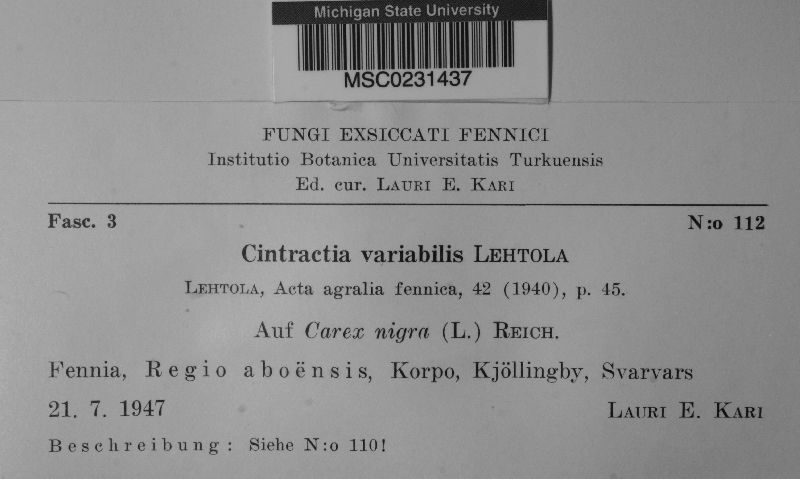 Michigan State University
MSC0231437
FUNGI EXSICCATI FENNICI
Institutio Botanica Universitatis Turkuensis
Ed. cur. LAURI E. KARI
Fasc. 3 N:o 112
Cintractia variabilis LEHTOLA
LEHTOLA, Acta agralia fennica, 42 (1940), p. 45.
Auf Carex nigra (L.) REICH.
Fennia, Regio aboënsis, Korpo, Kjöllingby, Svarvars
21. 7. 1947 LAURI E. KARI
Beschreibung: Siehe N:o 110!